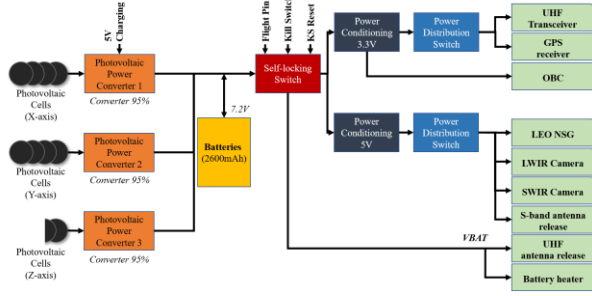 5V
Charging
Flight Pin
Kill Switch
KS Reset
Photovoltaic
Power
Converter 1
Converter 95%
Photovoltaic
Cells
(X-axis)
Self-locking
Switch
Power
Conditioning
3.3V
Power
Distribution
Switch
UHF
Transceiver
GPS
receiver
OBC
7.2V
Batteries
(2600mAh)
Photovoltaic
Power
Converter 2
Converter 95%
Photovoltaic
Cells
(Y-axis)
Power
Conditioning
5V
Power
Distribution
Switch
LEO NSG
LWIR Camera
SWIR Camera
S-band antenna
release
Photovoltaic
Power
Converter 3
Converter 95%
Photovoltaic
Cells
(Z-axis)
VBAT
UHF
antenna release
Battery heater